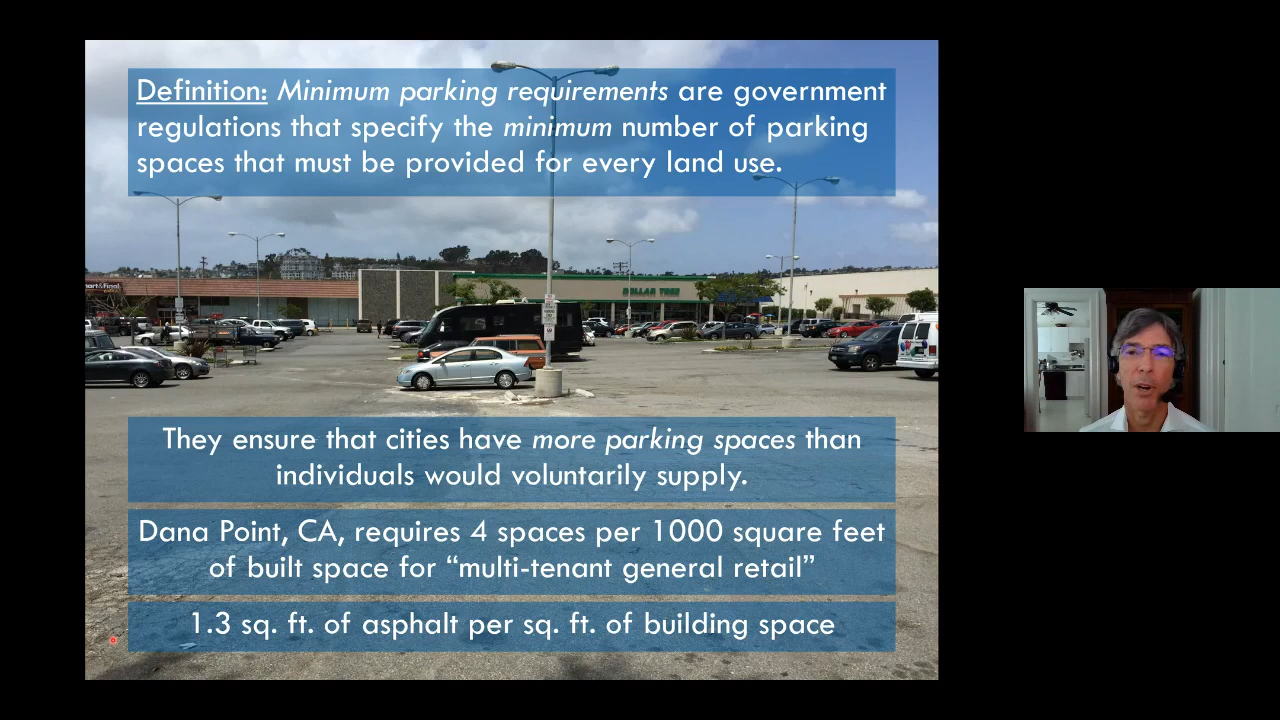 Definition: Minimum parking requirements are government
regulations that specify the minimum number of parking
spaces that must be provided for every land use.
DOLLAR TREE
They ensure that cities have more parking spaces than
individuals would voluntarily supply.
Dana Point, CA, requires 4 spaces per 1000 square feet
of built space for “multi-tenant general retail”
1.3 sq. ft. of asphalt per sq. ft. of building space